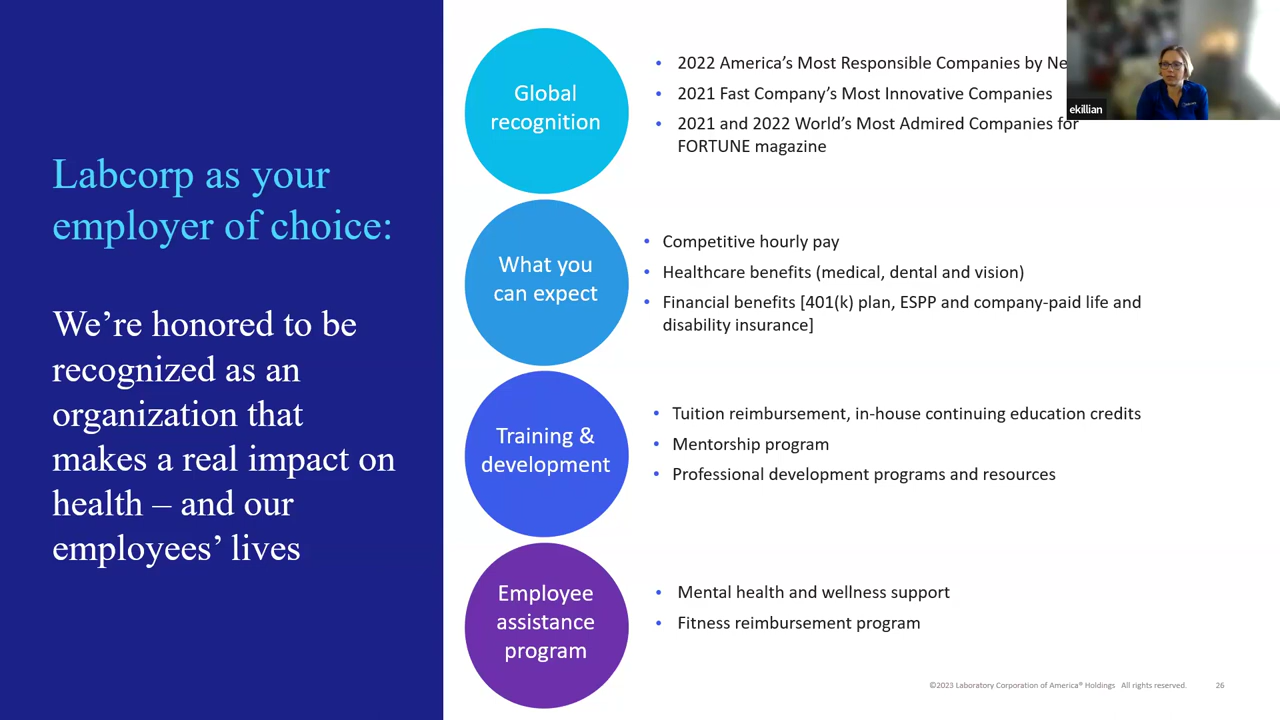 Labcorp as your
employer of choice:
We’re honored to be
recognized as an
organization that
makes a real impact on
health – and our
employees’ lives
Global
recognition
• 2022 America’s Most Responsible Companies by
• 2021 Fast Company’s Most Innovative Companies
• 2021 and 2022 World’s Most Admired Companies for
FORTUNE magazine
ekillian
What you
can expect
• Competitive hourly pay
• Healthcare benefits (medical, dental and vision)
• Financial benefits [401(k) plan, ESPP and company-paid life and
disability insurance]
Training &
development
• Tuition reimbursement, in-house continuing education credits
• Mentorship program
• Professional development programs and resources
Employee
assistance
program
• Mental health and wellness support
• Fitness reimbursement program
©2023 Laboratory Corporation of America® Holdings All rights reserved.
26